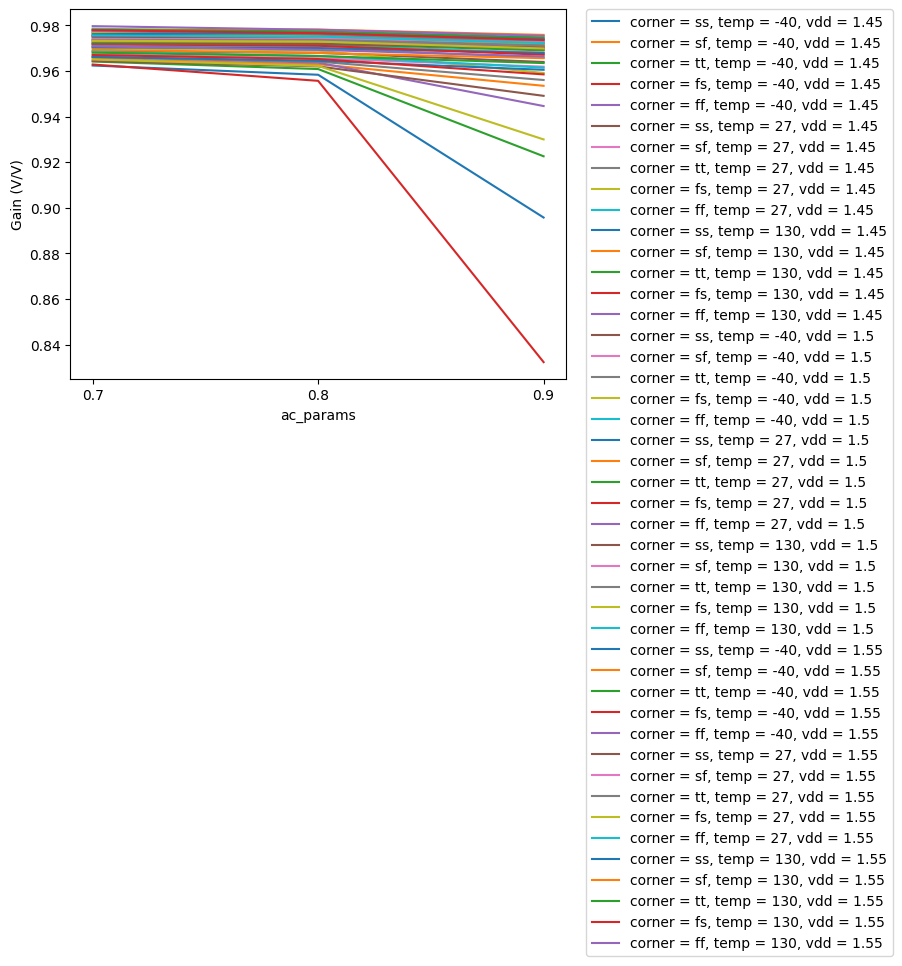 0.98
0.96
0.94
0.92
0.90
0.88
0.86
0.84
Gain (V/V)
0.7
0.8
0.9
ac_params
corner = ss, temp = -40, vdd = 1.45
corner = sf, temp = -40, vdd = 1.45
corner = tt, temp = -40, vdd = 1.45
corner = fs, temp = -40, vdd = 1.45
corner = ff, temp = -40, vdd = 1.45
corner = ss, temp = 27, vdd = 1.45
corner = sf, temp = 27, vdd = 1.45
corner = tt, temp = 27, vdd = 1.45
corner = fs, temp = 27, vdd = 1.45
corner = ff, temp = 27, vdd = 1.45
corner = ss, temp = 130, vdd = 1.45
corner = sf, temp = 130, vdd = 1.45
corner = tt, temp = 130, vdd = 1.45
corner = fs, temp = 130, vdd = 1.45
corner = ff, temp = 130, vdd = 1.45
corner = ss, temp = -40, vdd = 1.5
corner = sf, temp = -40, vdd = 1.5
corner = tt, temp = -40, vdd = 1.5
corner = fs, temp = -40, vdd = 1.5
corner = ff, temp = -40, vdd = 1.5
corner = ss, temp = 27, vdd = 1.5
corner = sf, temp = 27, vdd = 1.5
corner = tt, temp = 27, vdd = 1.5
corner = fs, temp = 27, vdd = 1.5
corner = ff, temp = 27, vdd = 1.5
corner = ss, temp = 130, vdd = 1.5
corner = sf, temp = 130, vdd = 1.5
corner = tt, temp = 130, vdd = 1.5
corner = fs, temp = 130, vdd = 1.5
corner = ff, temp = 130, vdd = 1.5
corner = ss, temp = -40, vdd = 1.55
corner = sf, temp = -40, vdd = 1.55
corner = tt, temp = -40, vdd = 1.55
corner = fs, temp = -40, vdd = 1.55
corner = ff, temp = -40, vdd = 1.55
corner = ss, temp = 27, vdd = 1.55
corner = sf, temp = 27, vdd = 1.55
corner = tt, temp = 27, vdd = 1.55
corner = fs, temp = 27, vdd = 1.55
corner = ff, temp = 27, vdd = 1.55
corner = ss, temp = 130, vdd = 1.55
corner = sf, temp = 130, vdd = 1.55
corner = tt, temp = 130, vdd = 1.55
corner = fs, temp = 130, vdd = 1.55
corner = ff, temp = 130, vdd = 1.55